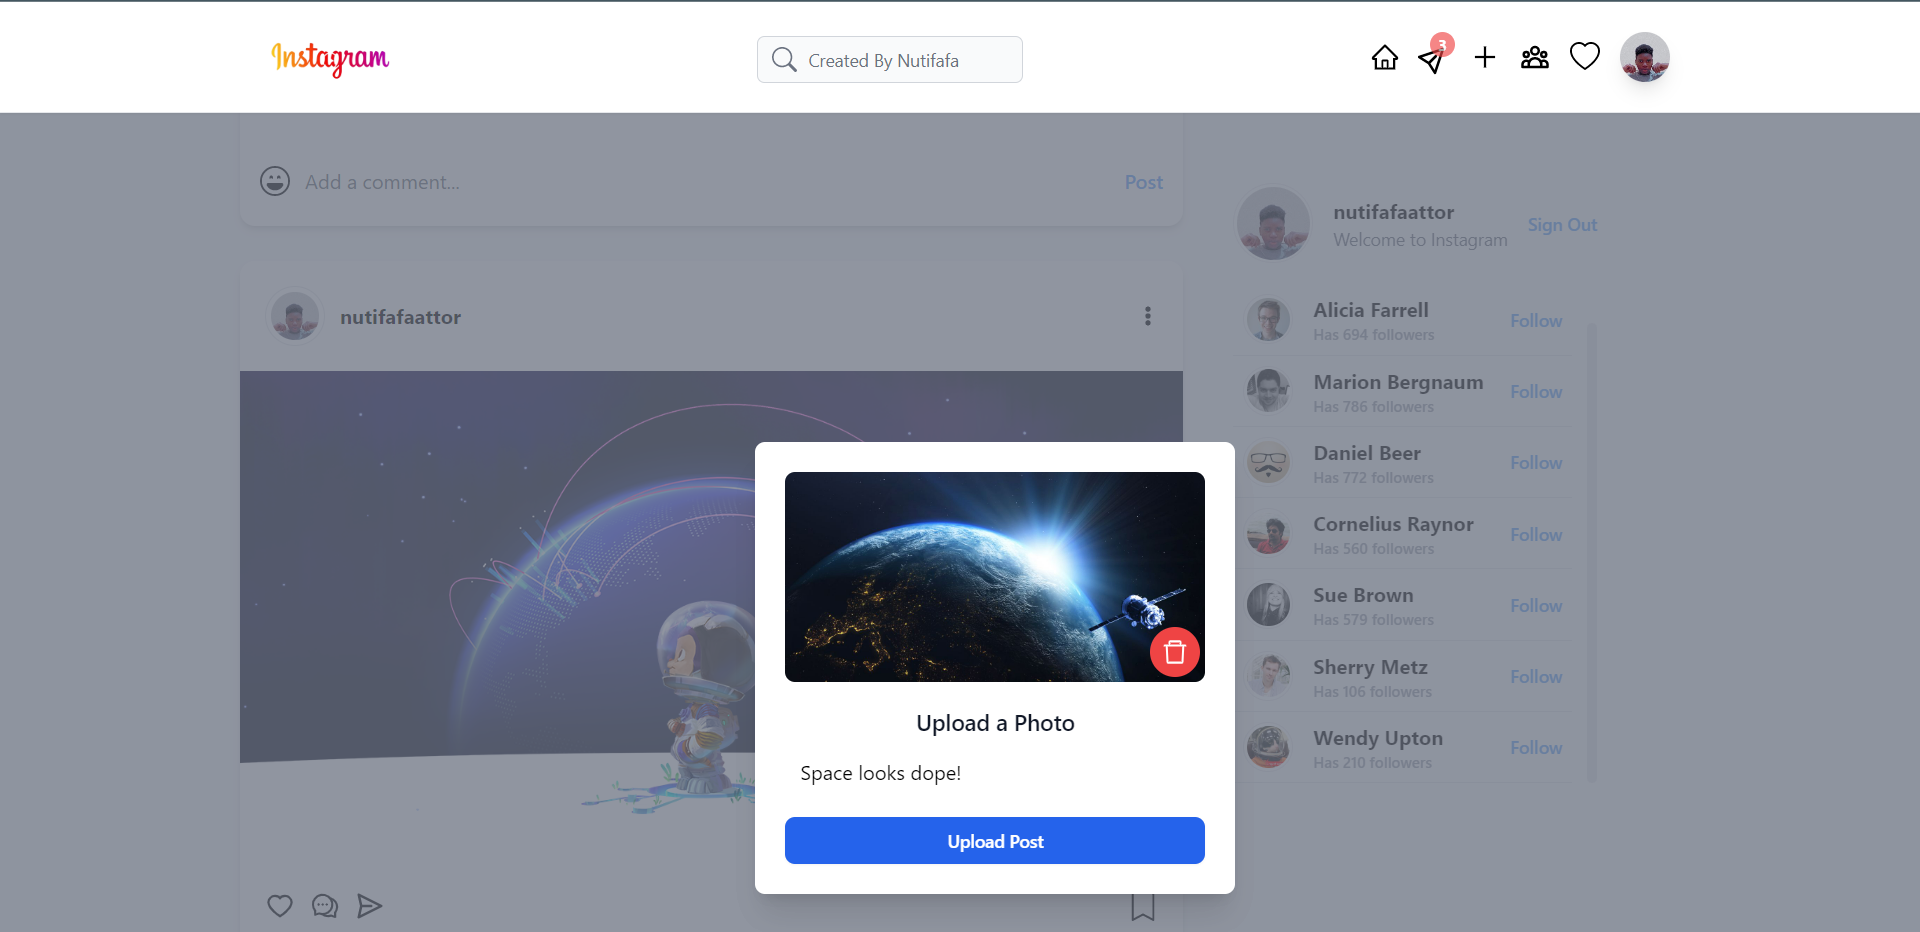 Instagram
Created By Nutifafa
3
Add a comment...
Post
nutifafaattor
Welcome to Instagram
Sign Out
nutifafaattor
Alicia Farrell
Has 694 followers
Follow
Marion Bergnaum
Has 786 followers
Follow
Daniel Beer
Has 772 followers
Follow
Cornelius Raynor
Has 560 followers
Follow
Sue Brown
Has 579 followers
Follow
Sherry Metz
Has 106 followers
Follow
Wendy Upton
Has 210 followers
Follow
Upload a Photo
Space looks dope!
Upload Post